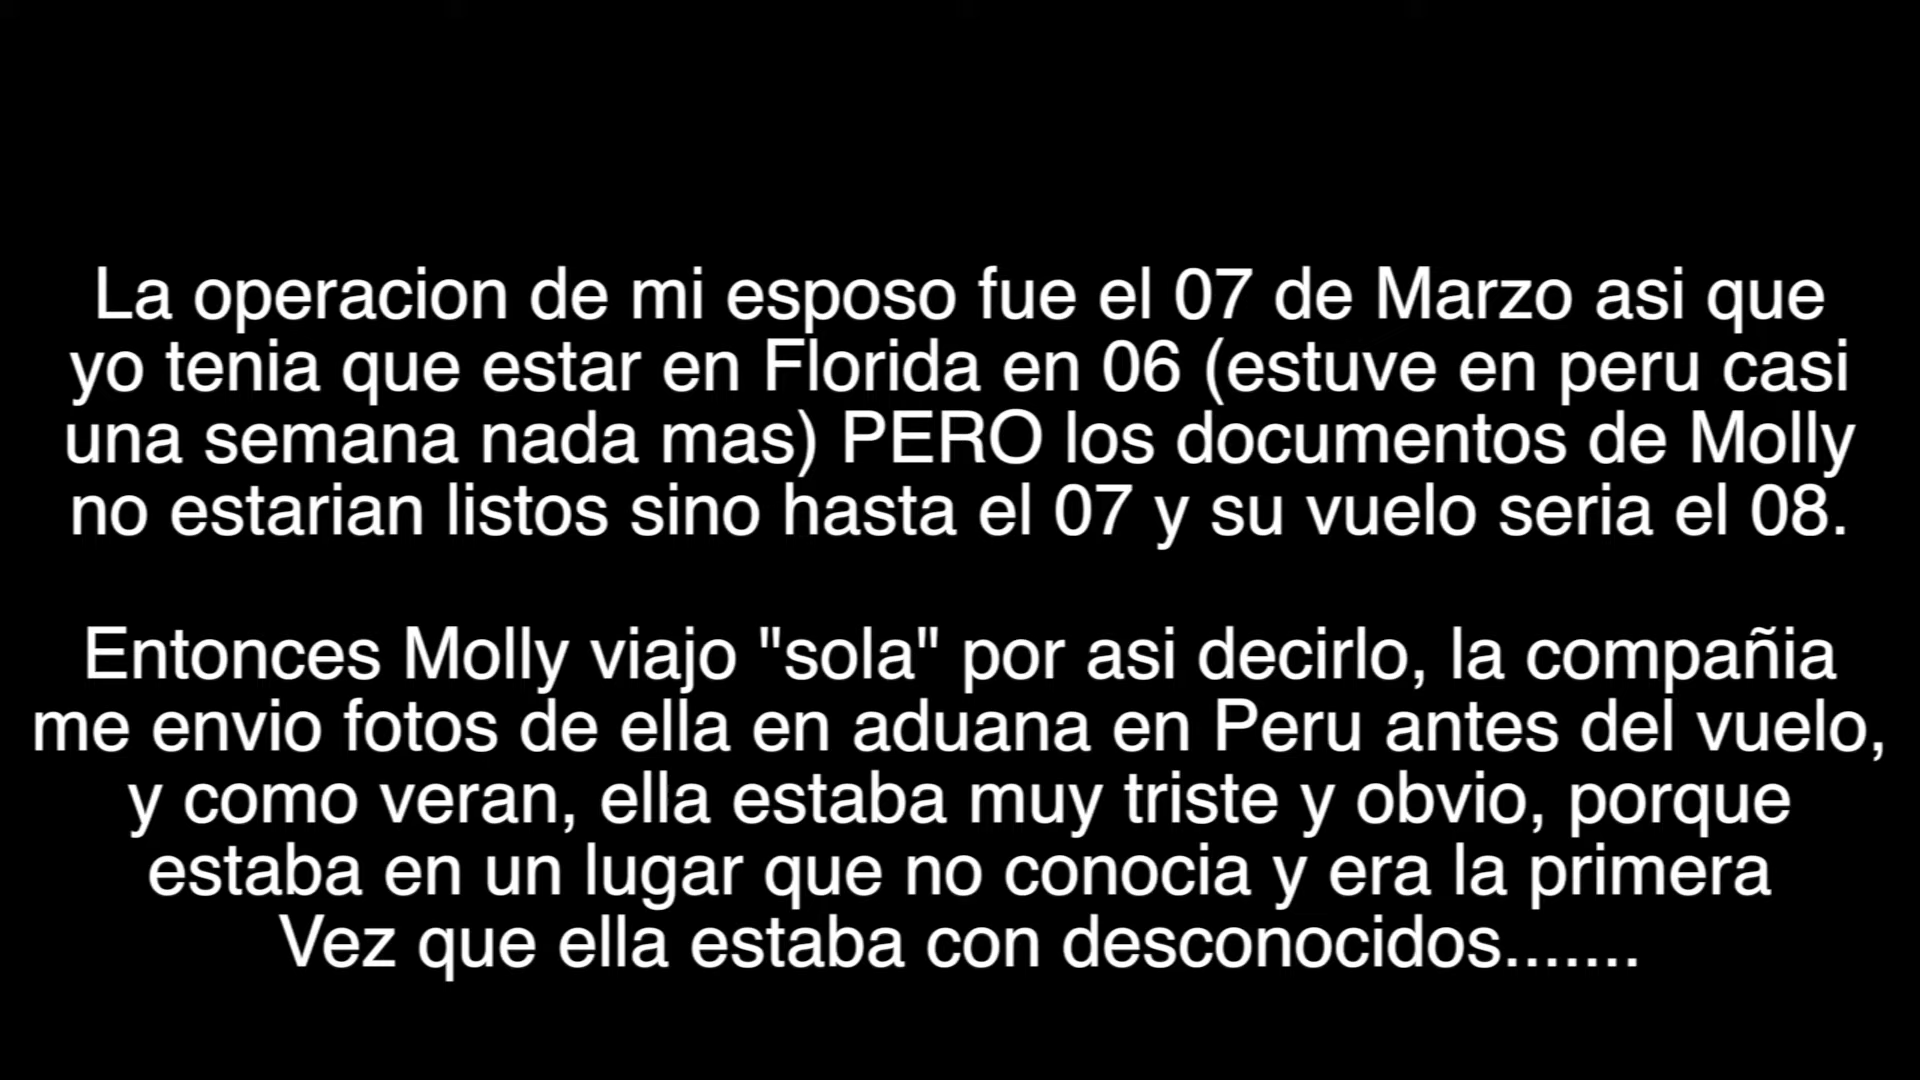 La operacion de mi esposo fue el 07 de Marzo asi que
yo tenia que estar en Florida en 06 (estuve en peru casi
una semana nada mas) PERO los documentos de Molly
no estarian listos sino hasta el 07 y su vuelo seria el 08.
Entonces Molly viajo "sola" por asi decirlo, la compañia
me envio fotos de ella en aduana en Peru antes del vuelo,
y como veran, ella estaba muy triste y obvio, porque
estaba en un lugar que no conocia y era la primera
Vez que ella estaba con desconocidos.......